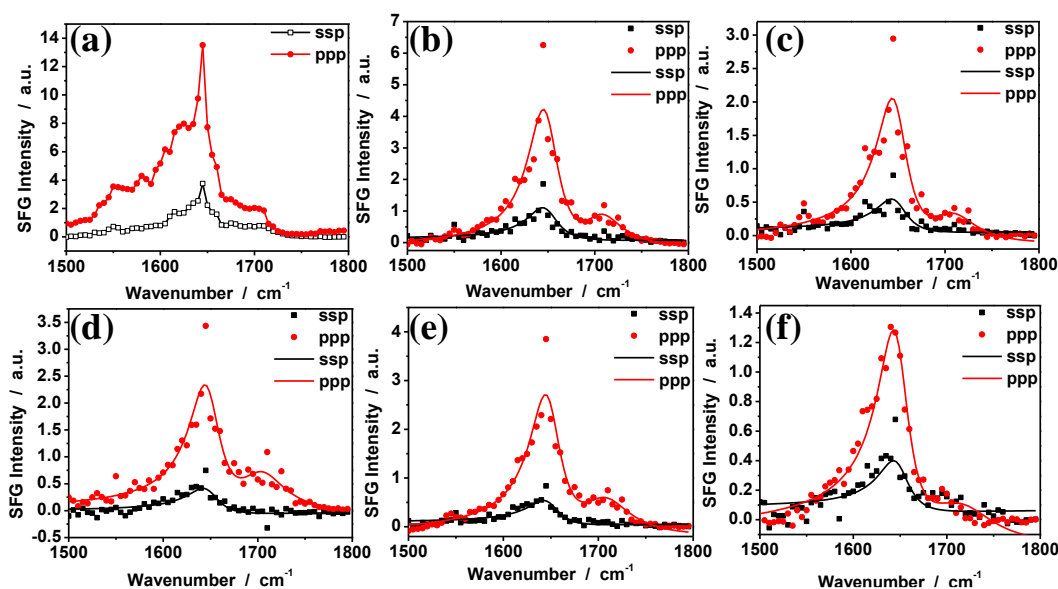 (a)
ssp
ppp
14
12
10
8
6
4
2
0
SFG Intensity / a.u.
1500 1600 1700 1800
Wavenumber / cm-1
(b)
ssp
ppp
ssp
ppp
7
6
5
4
3
2
1
0
SFG Intensity / a.u.
1500 1600 1700 1800
Wavenumber / cm-1
(c)
ssp
ppp
ssp
ppp
3.0
2.5
2.0
1.5
1.0
0.5
0.0
SFG Intensity / a.u.
1500 1600 1700 1800
Wavenumber / cm-1
(d)
ssp
ppp
ssp
ppp
3.5
3.0
2.5
2.0
1.5
1.0
0.5
0.0
-0.5
SFG Intensity / a.u.
1500 1600 1700 1800
Wavenumber / cm-1
(e)
ssp
ppp
ssp
ppp
4
2
0
SFG Intensity / a.u.
1500 1600 1700 1800
Wavenumber / cm-1
(f)
ssp
ppp
ssp
ppp
1.4
1.2
1.0
0.8
0.6
0.4
0.2
0.0
SFG Intensity / a.u.
1500 1600 1700 1800
Wavenumber / cm-1